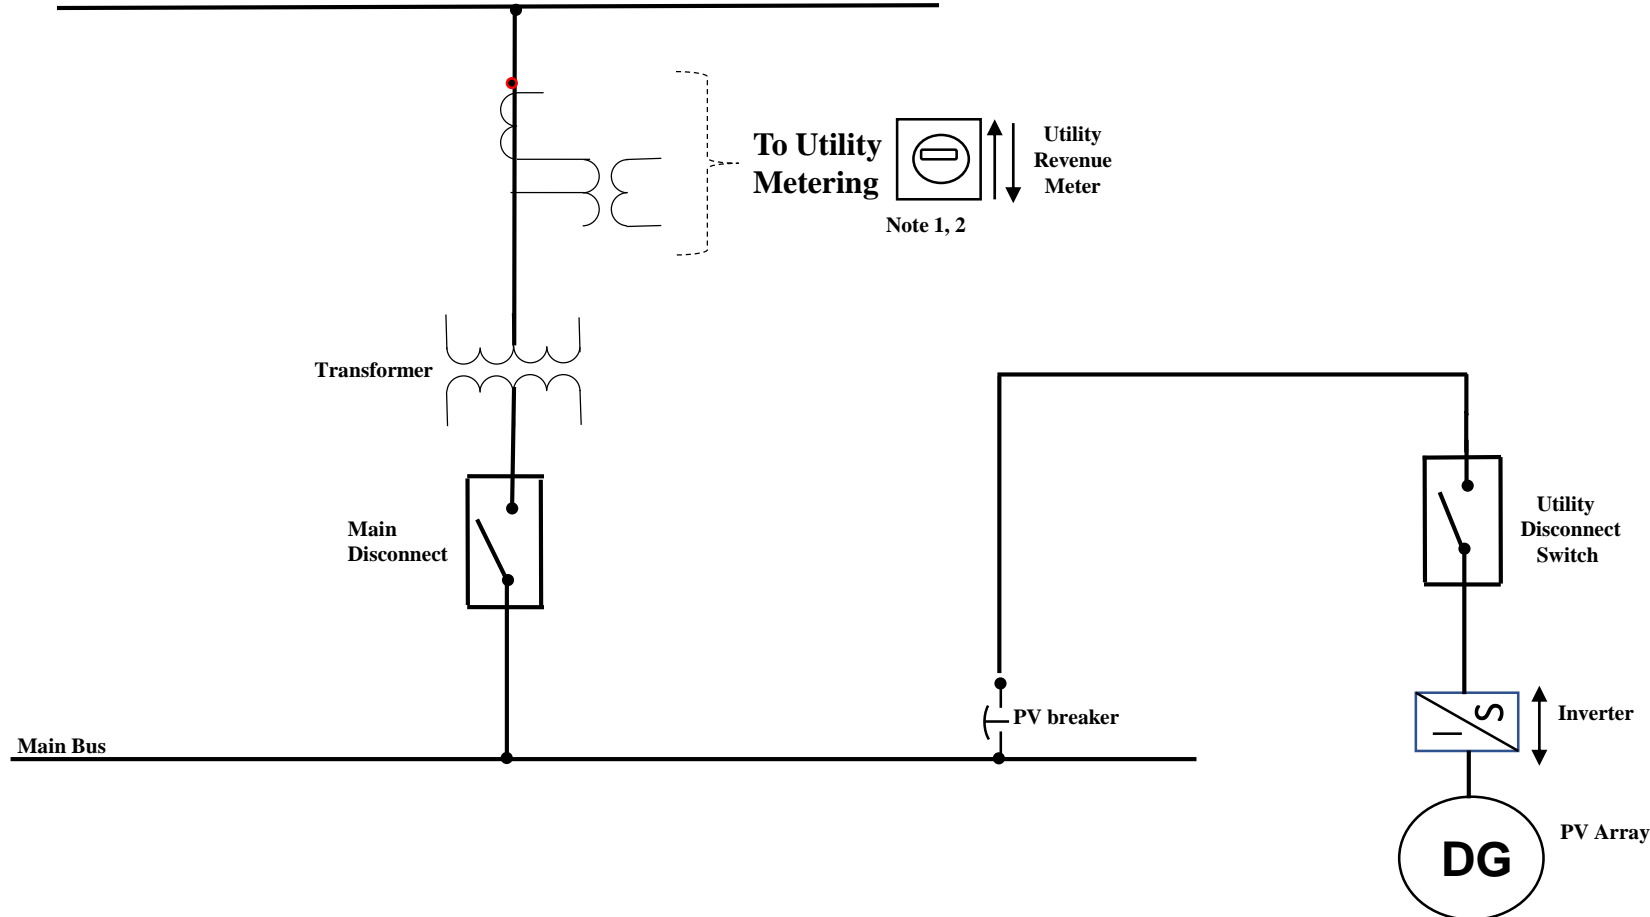 To Utility
Metering
Utility
Revenue
Meter
Note 1, 2
Transformer
Main
Disconnect
Utility
Disconnect
Switch
PV breaker
Inverter
Main Bus
PV Array
DG